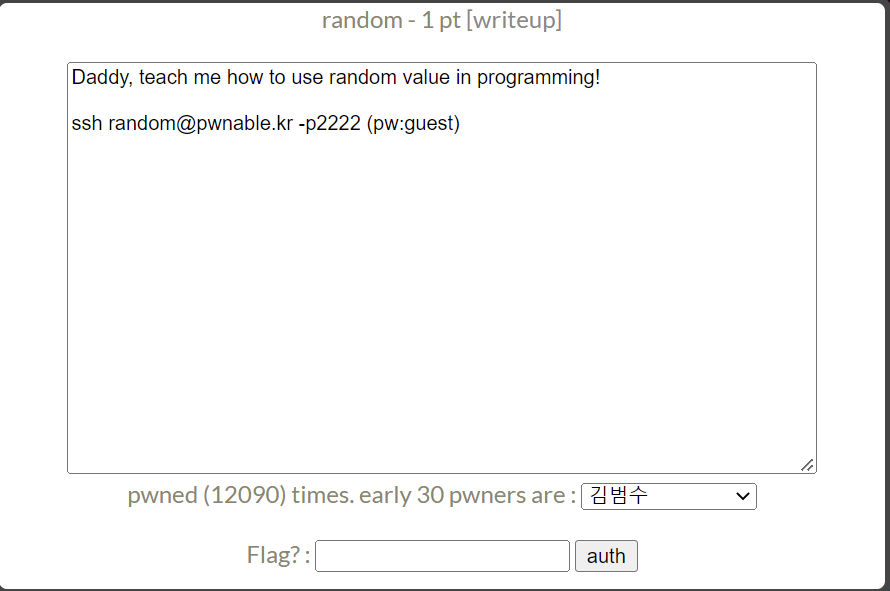 random - 1 pt [writeup]
Daddy, teach me how to use random value in programming!
ssh random@pwnable.kr -p2222 (pw:guest)
pwned (12090) times. early 30 pwners are : 김범수
Flag? : auth